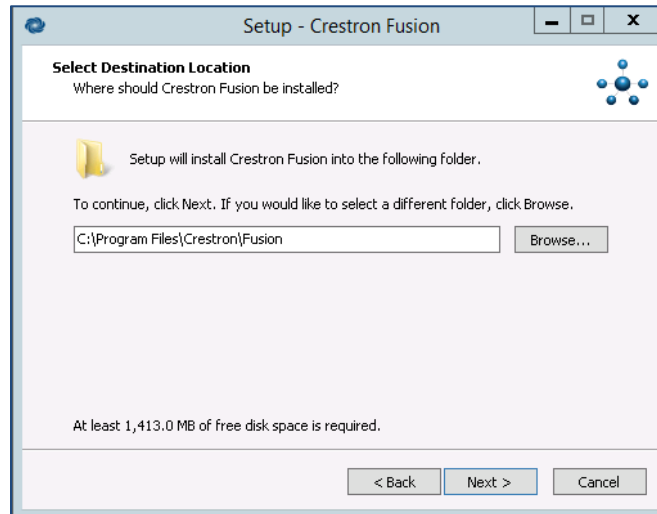 Setup - Crestron Fusion
Select Destination Location
Where should Crestron Fusion be installed?
Setup will install Crestron Fusion into the following folder.
To continue, click Next. If you would like to select a different folder, click Browse.
C:\Program Files\Crestron\Fusion
Browse...
At least 1,413.0 MB of free disk space is required.
< Back
Next >
Cancel